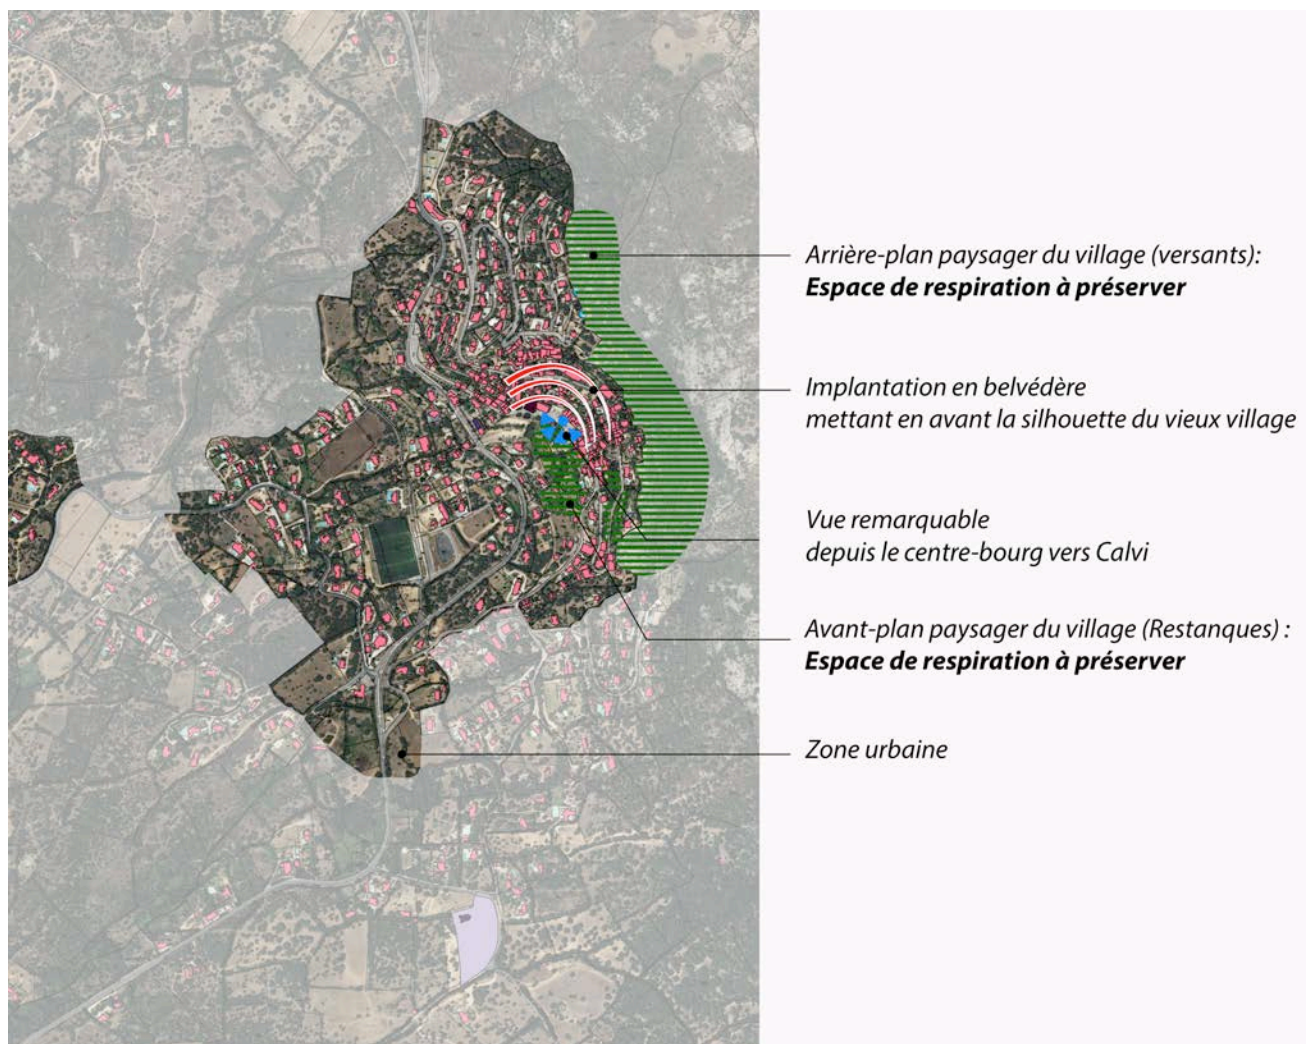 Arrière-plan paysager du village (versants):
Espace de respiration à préserver
Implantation en belvédère
mettant en avant la silhouette du vieux village
Vue remarquable
depuis le centre-bourg vers Calvi
Avant-plan paysager du village (Restanques) :
Espace de respiration à préserver
Zone urbaine